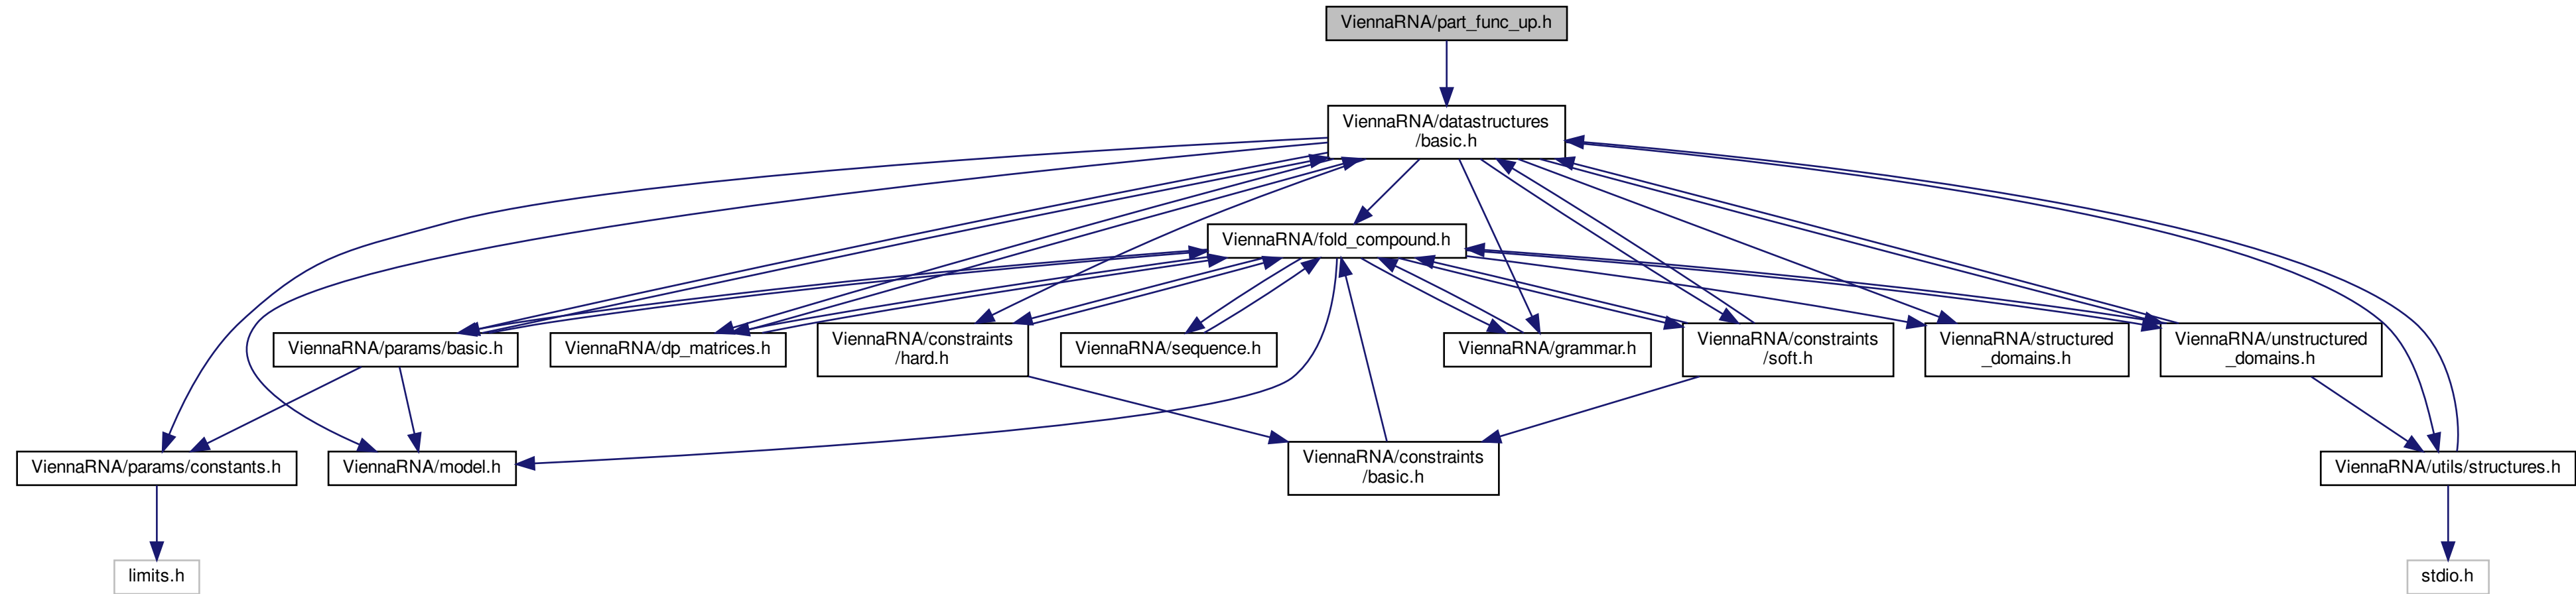 ViennaRNA/part_func_up.h
ViennaRNA/datastructures
/basic.h
ViennaRNA/fold_compound.h
ViennaRNA/params/basic.h
ViennaRNA/dp_matrices.h
ViennaRNA/constraints
/hard.h
ViennaRNA/sequence.h
ViennaRNA/grammar.h
ViennaRNA/constraints
/soft.h
ViennaRNA/structured
_domains.h
ViennaRNA/unstructured
_domains.h
ViennaRNA/params/constants.h
ViennaRNA/model.h
ViennaRNA/constraints
/basic.h
ViennaRNA/utils/structures.h
limits.h
stdio.h